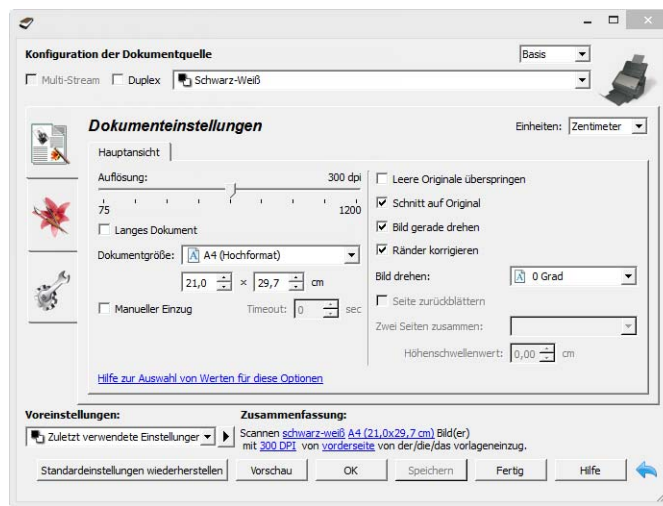 Konfiguration der Dokumentquelle
Basis
Multi-Stream Duplex Schwarz-Weiß
Dokumenteinstellungen
Einheiten: Zentimeter
Hauptansicht
Auflösung: 300 dpi
75 1200
Langes Dokument
Dokumentgröße: A4 (Hochformat)
21,0 × 29,7 cm
Manueller Einzug Timeout: 0 sec
Hilfe zur Auswahl von Werten für diese Optionen
Leere Originale überspringen
Schnitt auf Original
Bild gerade drehen
Ränder korrigieren
Bild drehen: 0 Grad
Seite zurückblättern
Zwei Seiten zusammen:
Höhenschwellenwert: 0,00 cm
Voreinstellungen:
Zuletzt verwendete Einstellunger
Zusammenfassung:
Scannen schwarz-weiß A4 (21,0x29,7 cm) Bild(er)
mit 300 DPI von vorderseite von der/die/das vorlageneinzug.
Standardeinstellungen wiederherstellen Vorschau OK Speichern Fertig Hilfe